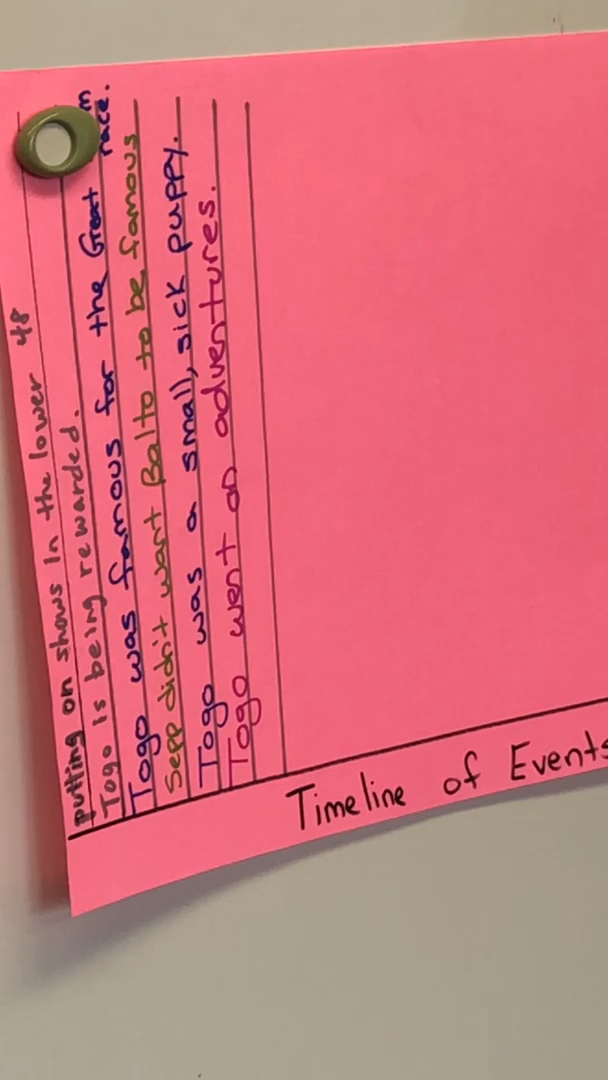 putting on shows In the lower 48
Togo is being rewarded.
Togo was famous for the Great race.
Sepp didn't want Balto to be famous
Togo was a small, sick puppy.
Togo went on adventures.
Timeline of Events